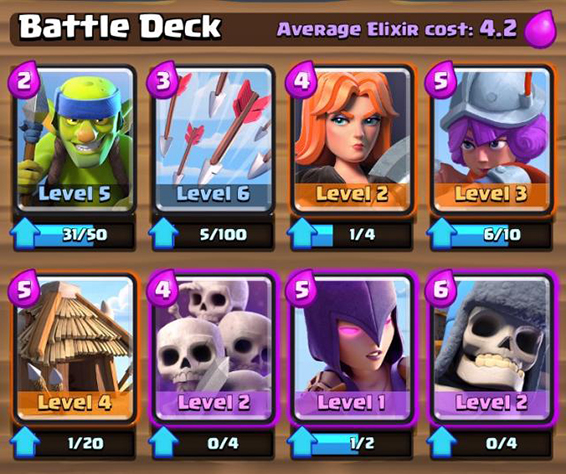 Battle Deck Average Elixir cost: 4.2
2 3 4 5
Level 5 Level 6 Level 2 Level 3
31/50 5/100 1/4 6/10
5 4 5 6
Level 4 Level 2 Level 1 Level 2
1/20 0/4 1/2 0/4